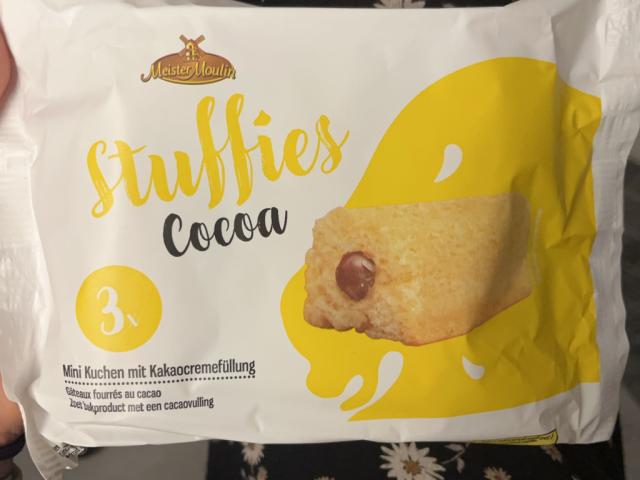 Meister Moulin
Stuffies
Cocoa
3x
Mini Kuchen mit Kakaocremefüllung
Gâteaux fourrés au cacao
Zoet bakproduct met een cacaovulling